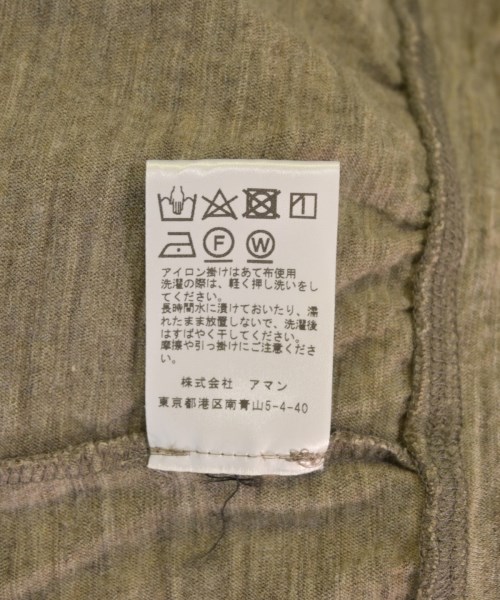 F W
アイロン掛けはあて布使用
洗濯の際は、軽く押し洗いをし
てください。
長時間水に漬けておいたり、濡
れたまま放置しないで、洗濯後
はすばやく干してください。
摩擦や引っ掛けにご注意くださ
い。
株式会社 アマン
東京都港区南青山5-4-40